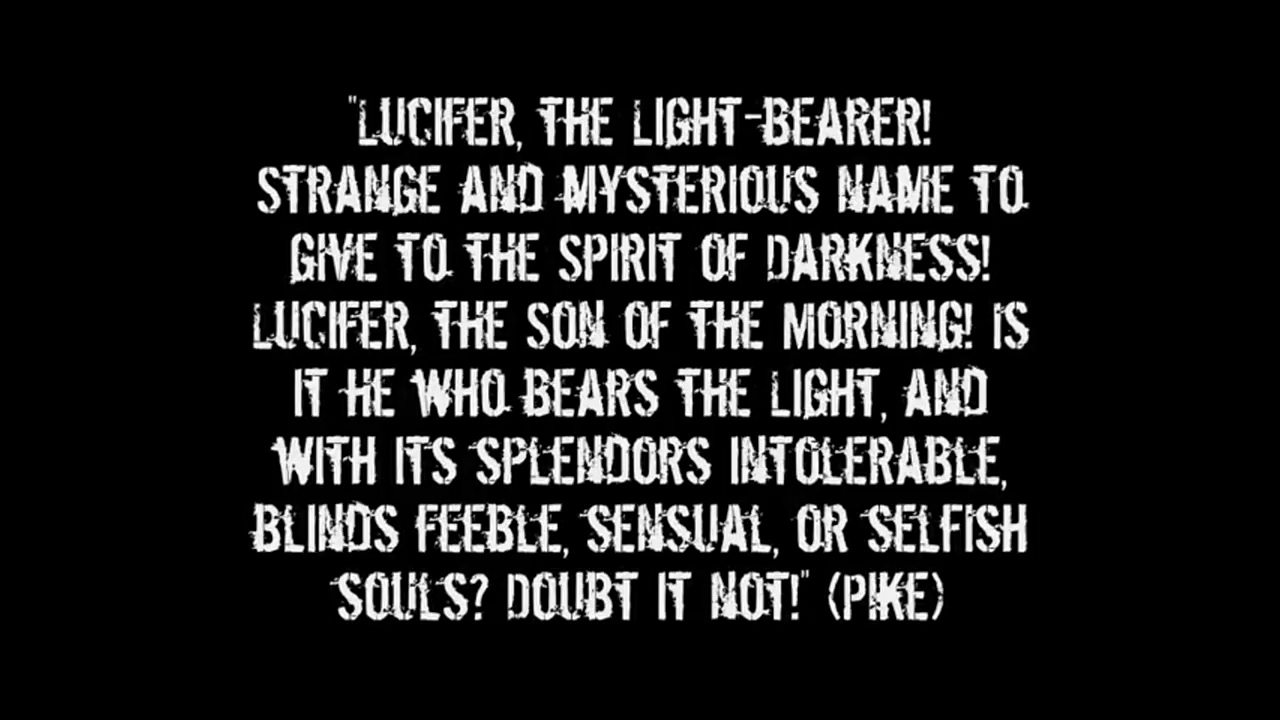 "LUCIFER, THE LIGHT-BEARER!
STRANGE AND MYSTERIOUS NAME TO
GIVE TO THE SPIRIT OF DARKNESS!
LUCIFER, THE SON OF THE MORNING! IS
IT HE WHO BEARS THE LIGHT, AND
WITH ITS SPLENDORS INTOLERABLE,
BLINDS FEEBLE, SENSUAL, OR SELFISH
SOULS? DOUBT IT NOT!" (PIKE)